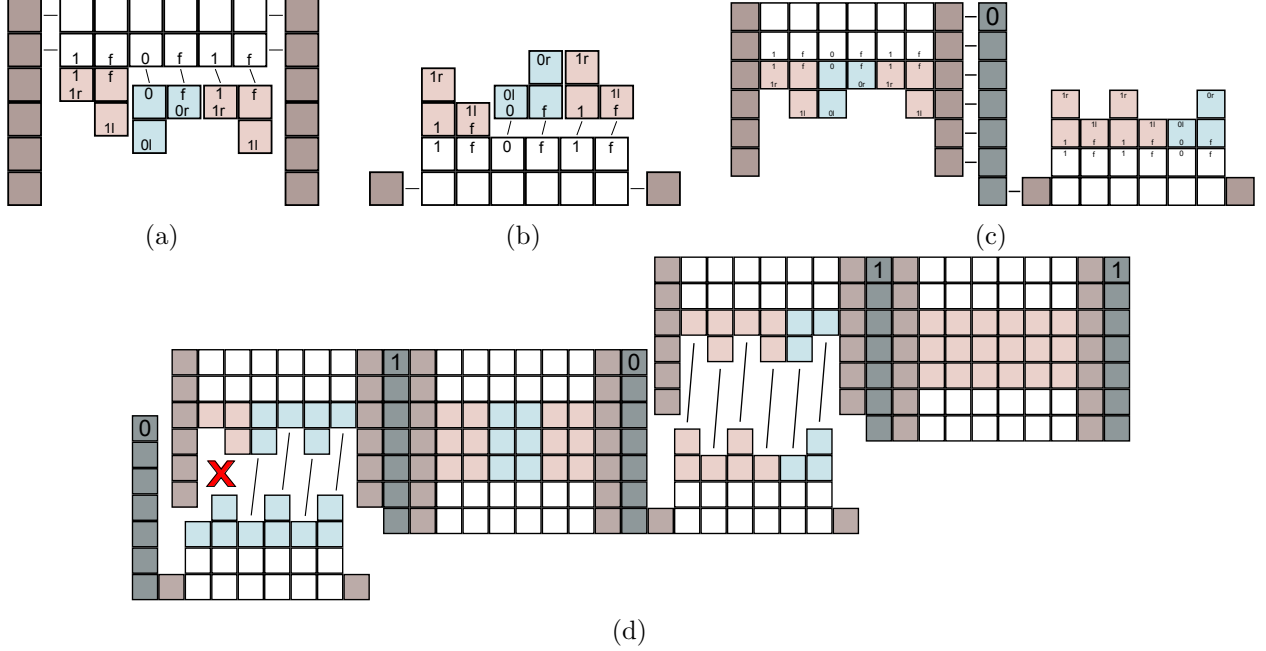 1 f 0 f 1 f
1 f
1r 0 f 1 f
0r 1r
1l
0l 1l
(a)
0r 1r
1r
0l 1l
1l 0 f 1 f
1 f
1 f 0 f 1 f
(b)
0
1 f 0 f 1 f
1 f 0 f 1 f
1r 0r 1r
1l 0l 1l
1r 1r 0r
1l 1l 0l
1 f 1 f 0 f
1 f 1 f 0 f
(c)
1 1
1 0
0
X
(d)